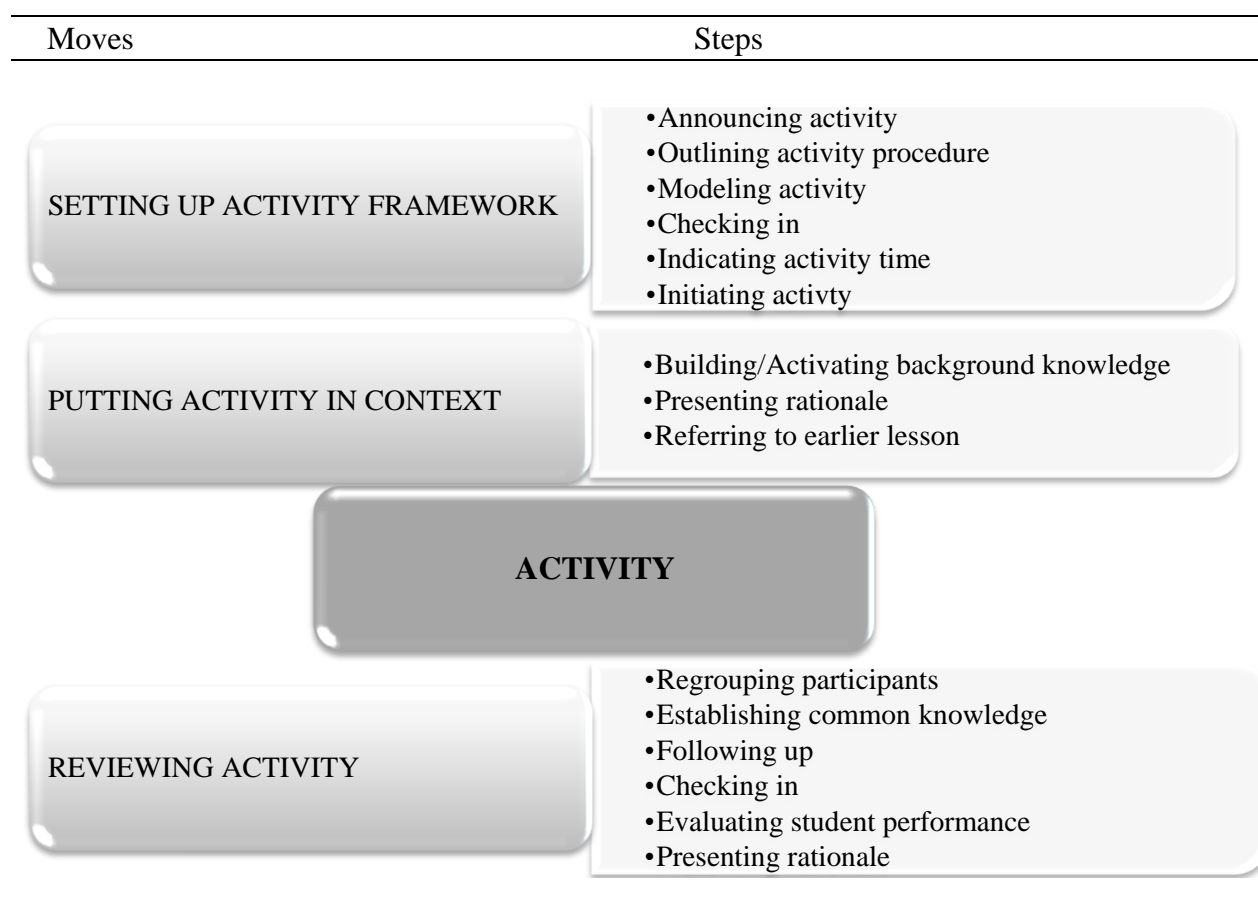 Moves Steps
SETTING UP ACTIVITY FRAMEWORK
•Announcing activity
•Outlining activity procedure
•Modeling activity
•Checking in
•Indicating activity time
•Initiating activty
PUTTING ACTIVITY IN CONTEXT
•Building/Activating background knowledge
•Presenting rationale
•Referring to earlier lesson
ACTIVITY
REVIEWING ACTIVITY
•Regrouping participants
•Establishing common knowledge
•Following up
•Checking in
•Evaluating student performance
•Presenting rationale